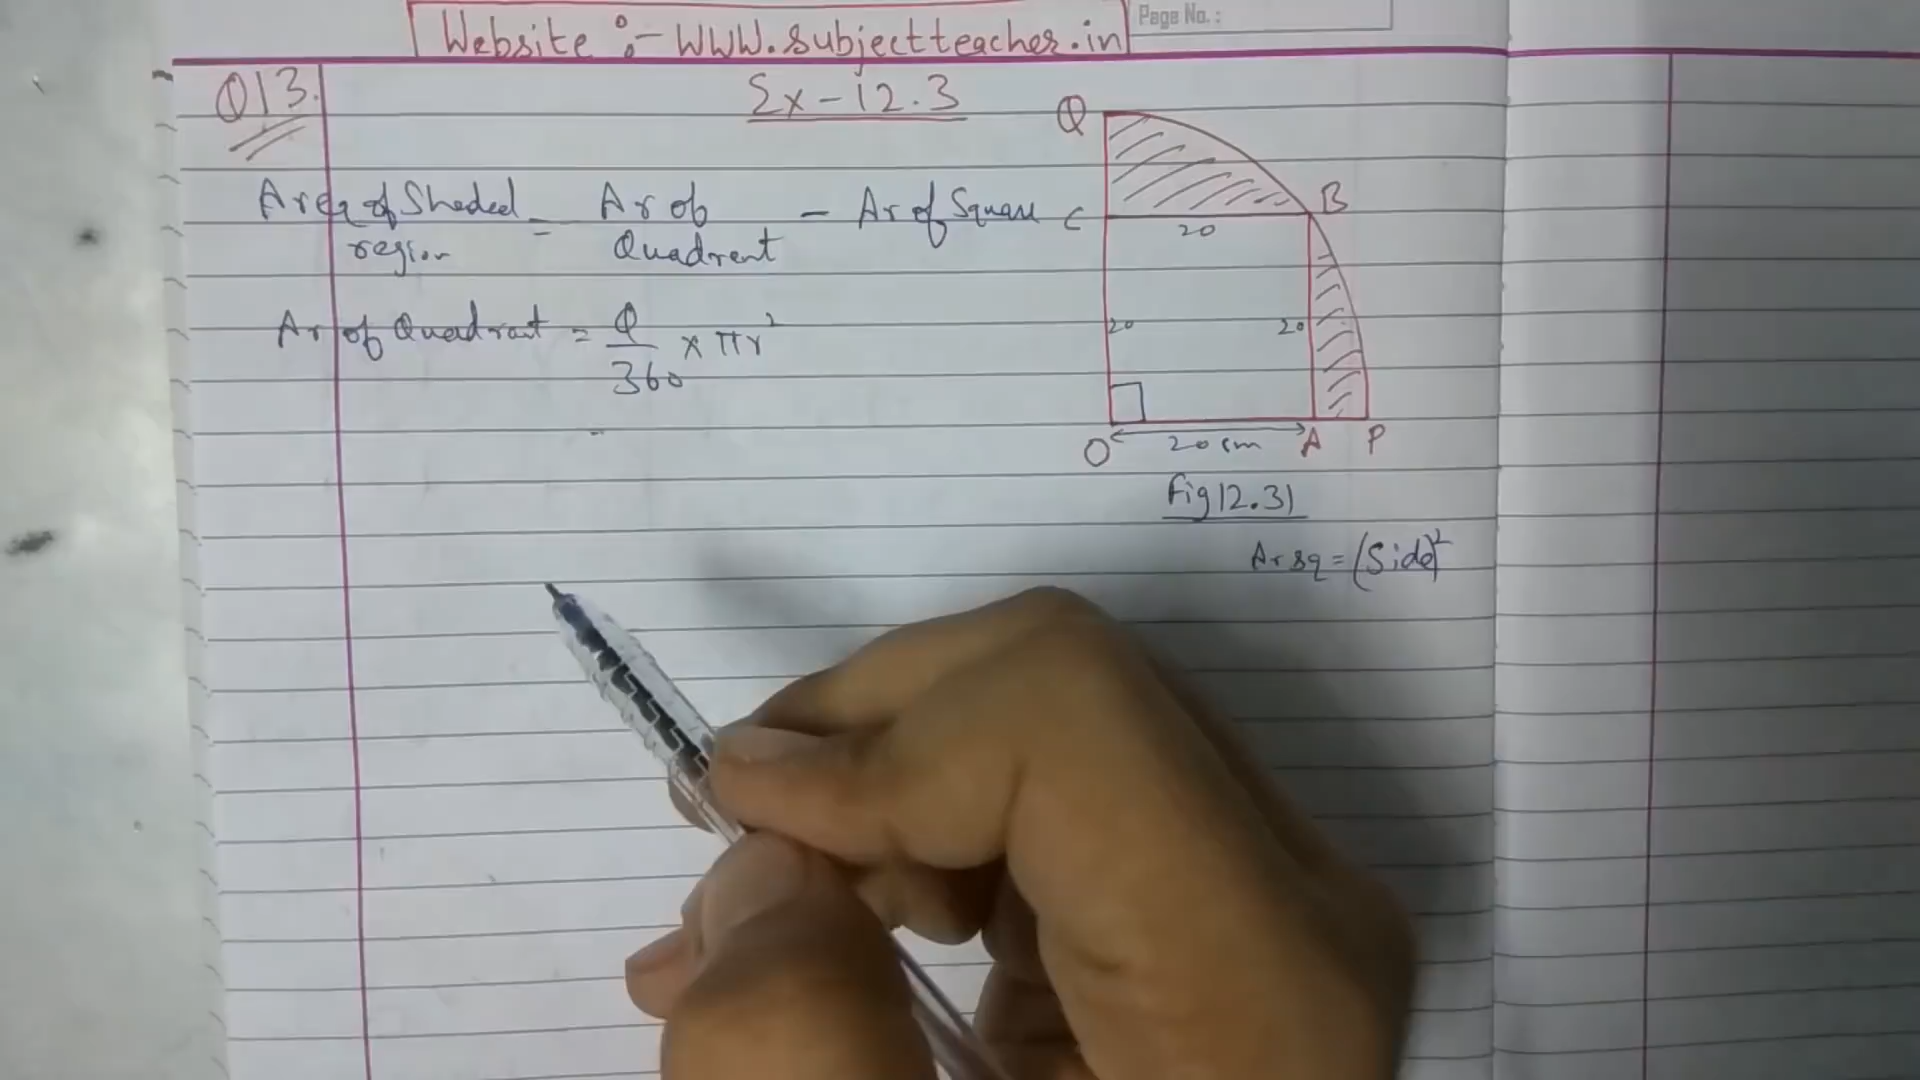 Page No. :
Website :- www.subjectteacher.in
Q13.
Ex-12.3
Area of Shaded region = Ar of Quadrent - Ar of Square
Ar of Quadrant = Q/360 x πr²
Q
B
C
20
20
20
O
20 cm
A
P
Fig 12.31
Ar sq = (Side)²